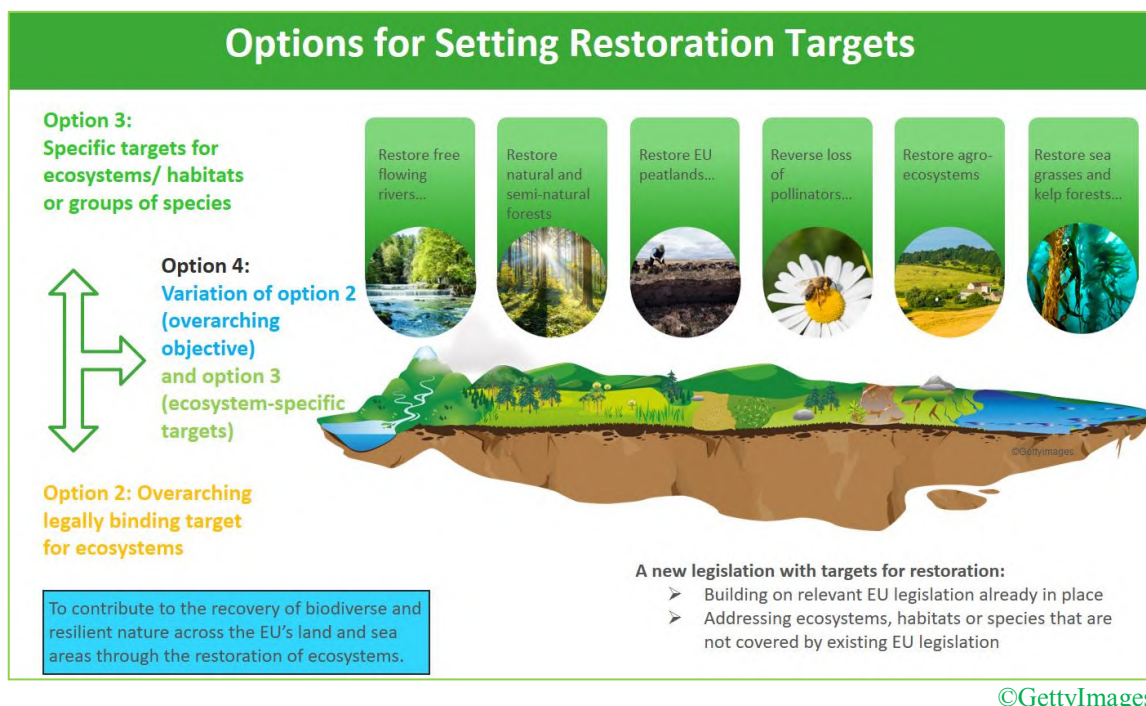 Options for Setting Restoration Targets
Option 3:
Specific targets for
ecosystems/ habitats
or groups of species
Restore free
flowing
rivers...
Restore
natural and
semi-natural
forests
Restore EU
peatlands...
Reverse loss
of
pollinators...
Restore agro-
ecosystems
Restore sea
grasses and
kelp forests...
Option 4:
Variation of option 2
(overarching
objective)
and option 3
(ecosystem-specific
targets)
©Gettyimages
Option 2: Overarching
legally binding target
for ecosystems
To contribute to the recovery of biodiverse and
resilient nature across the EU's land and sea
areas through the restoration of ecosystems.
A new legislation with targets for restoration:
➢ Building on relevant EU legislation already in place
➢ Addressing ecosystems, habitats or species that are
not covered by existing EU legislation
©GettyImages